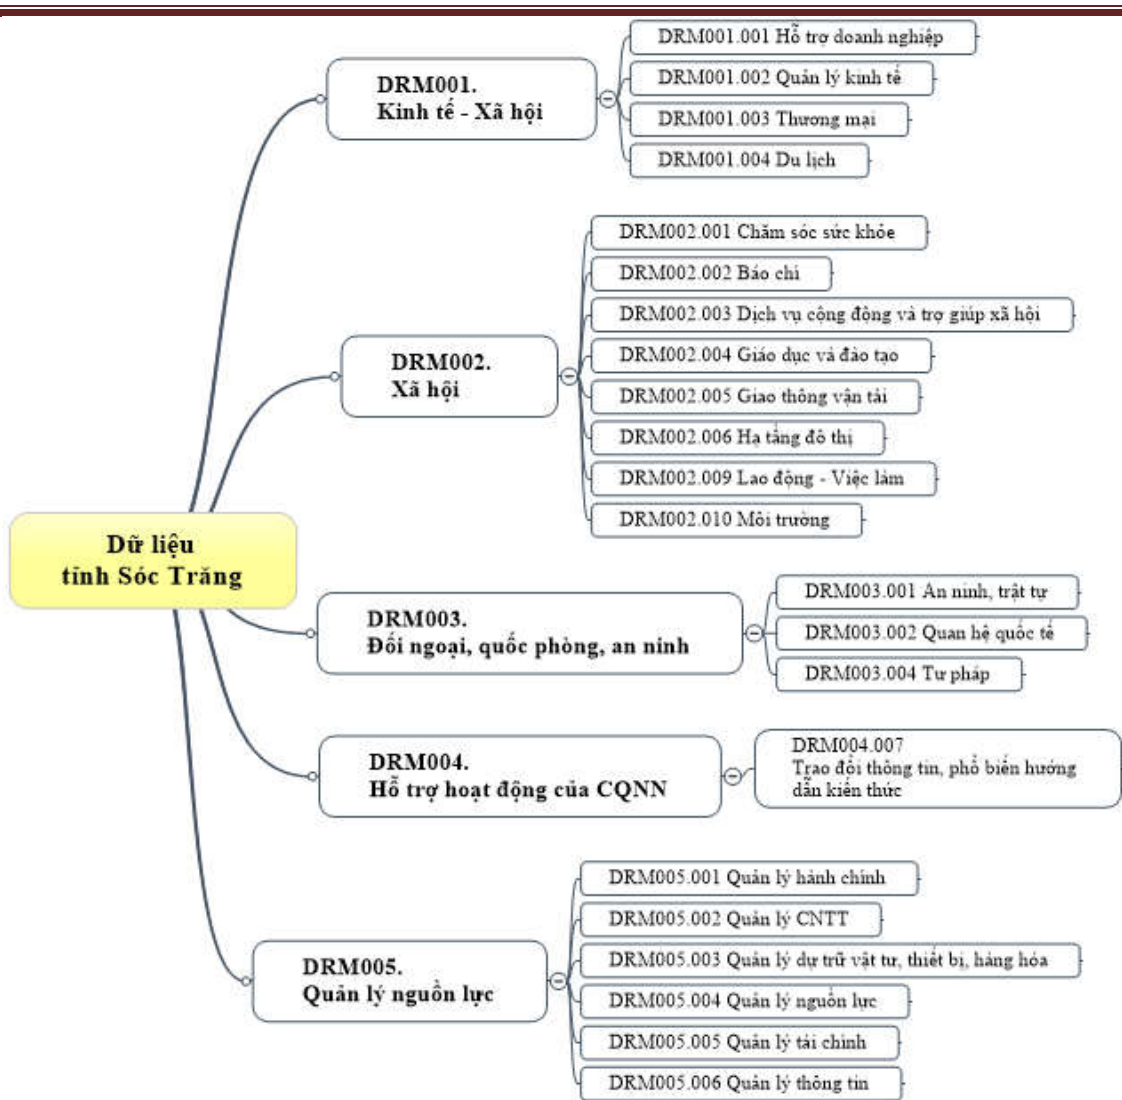 DRM001.
Kinh tế - Xã hội
DRM001.001 Hỗ trợ doanh nghiệp
DRM001.002 Quản lý kinh tế
DRM001.003 Thương mại
DRM001.004 Du lịch
DRM002.
Xã hội
DRM002.001 Chăm sóc sức khỏe
DRM002.002 Báo chí
DRM002.003 Dịch vụ cộng động và trợ giúp xã hội
DRM002.004 Giáo dục và đào tạo
DRM002.005 Giao thông vận tải
DRM002.006 Hạ tầng đô thị
DRM002.009 Lao động - Việc làm
DRM002.010 Môi trường
Dữ liệu
tỉnh Sóc Trăng
DRM003.
Đối ngoại, quốc phòng, an ninh
DRM003.001 An ninh, trật tự
DRM003.002 Quan hệ quốc tế
DRM003.004 Tư pháp
DRM004.
Hỗ trợ hoạt động của CQNN
DRM004.007
Trao đổi thông tin, phổ biến hướng
dẫn kiến thức
DRM005.
Quản lý nguồn lực
DRM005.001 Quản lý hành chính
DRM005.002 Quản lý CNTT
DRM005.003 Quản lý dự trữ vật tư, thiết bị, hàng hóa
DRM005.004 Quản lý nguồn lực
DRM005.005 Quản lý tài chính
DRM005.006 Quản lý thông tin